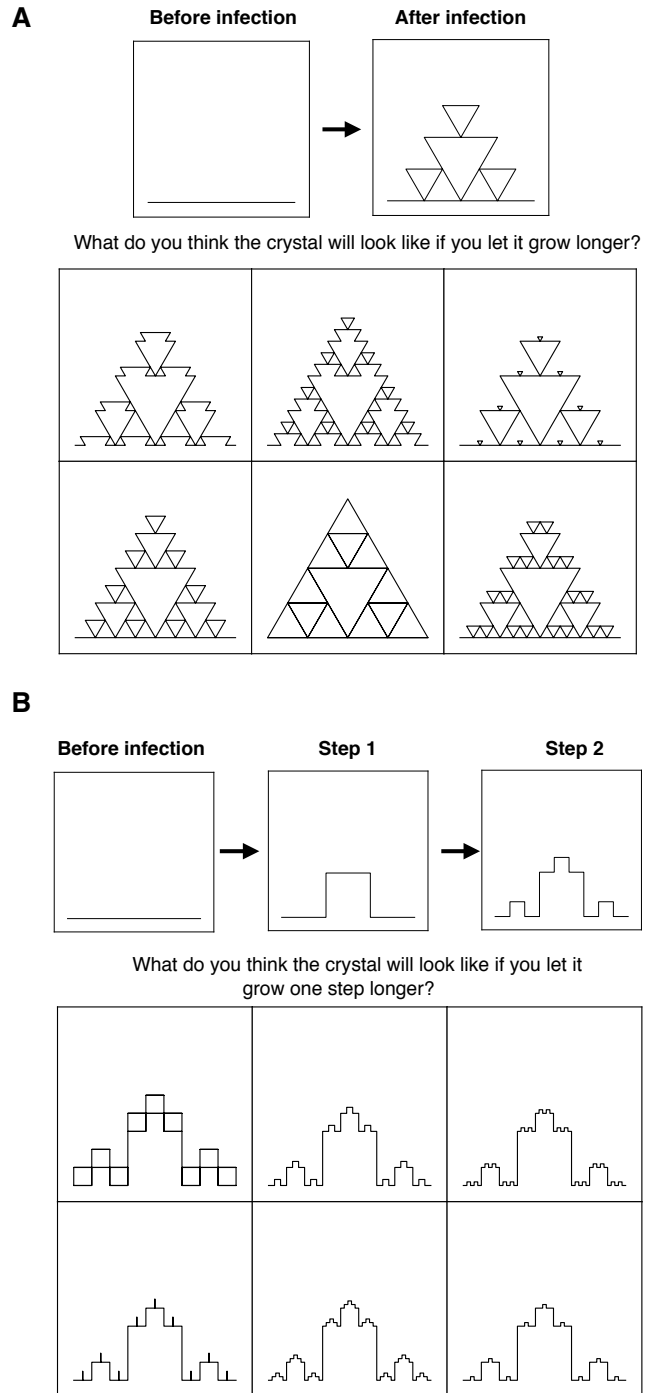 A
Before infection
After infection
What do you think the crystal will look like if you let it grow longer?
B
Before infection
Step 1
Step 2
What do you think the crystal will look like if you let it
grow one step longer?